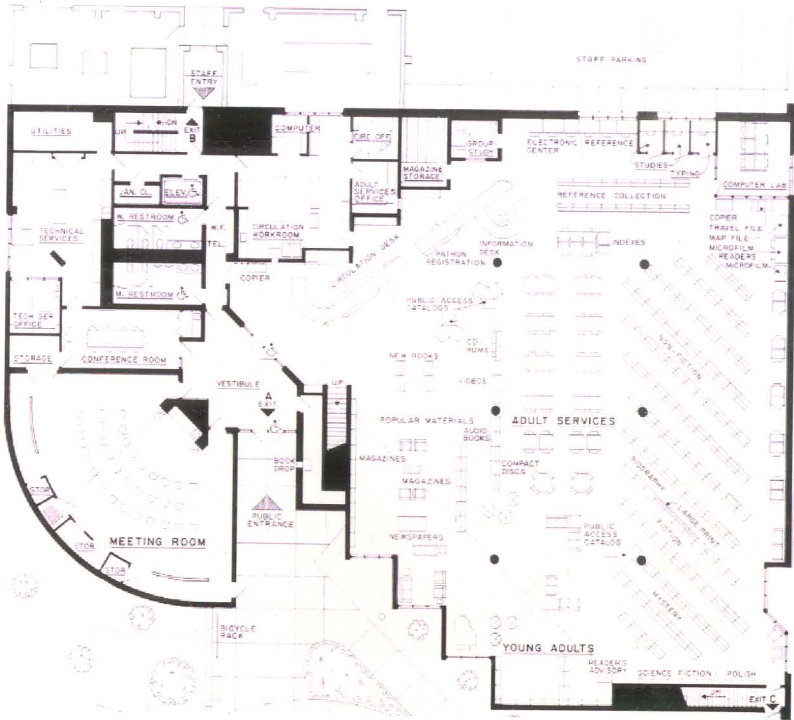 STAFF PARKING
STAFF
ENTRY
UTILITIES
UP
DN
EXIT
B
COMPUTER
CIRC OFF
MAGAZINE
STORAGE
GROUP
STUDY
ELECTRONIC REFERENCE
CENTER
STUDIES
TYPING
COMPUTER LAB
JAN. CL.
ELEV.
ADULT
SERVICES
OFFICE
REFERENCE COLLECTION
W. RESTROOM
W.F.
TEL.
TECHNICAL
SERVICES
CIRCULATION
WORKROOM
COPIER
TRAVEL FILE
MAP FILE
MICROFILM
READERS
MICROFILM
INFORMATION
DESK
INDEXES
PATRON
REGISTRATION
CIRCULATION DESK
COPIER
M. RESTROOM
TECH SER
OFFICE
PUBLIC ACCESS
CATALOGS
CD-
ROMS
NON-FICTION
STORAGE
CONFERENCE ROOM
NEW BOOKS
VESTIBULE
UP
VIDEOS
A
EXIT
POPULAR MATERIALS
ADULT SERVICES
AUDIO
BOOKS
MAGAZINES
COMPACT
DISCS
BOOK
DROP
MAGAZINES
BIOGRAPHY
LARGE PRINT
STOR
PUBLIC
ENTRANCE
PUBLIC
ACCESS
CATALOG
FICTION
MEETING ROOM
STOR.
NEWSPAPERS
STOR
MYSTERY
BICYCLE
RACK
YOUNG ADULTS
READER'S
ADVISORY
SCIENCE FICTION
POLISH
EXIT C